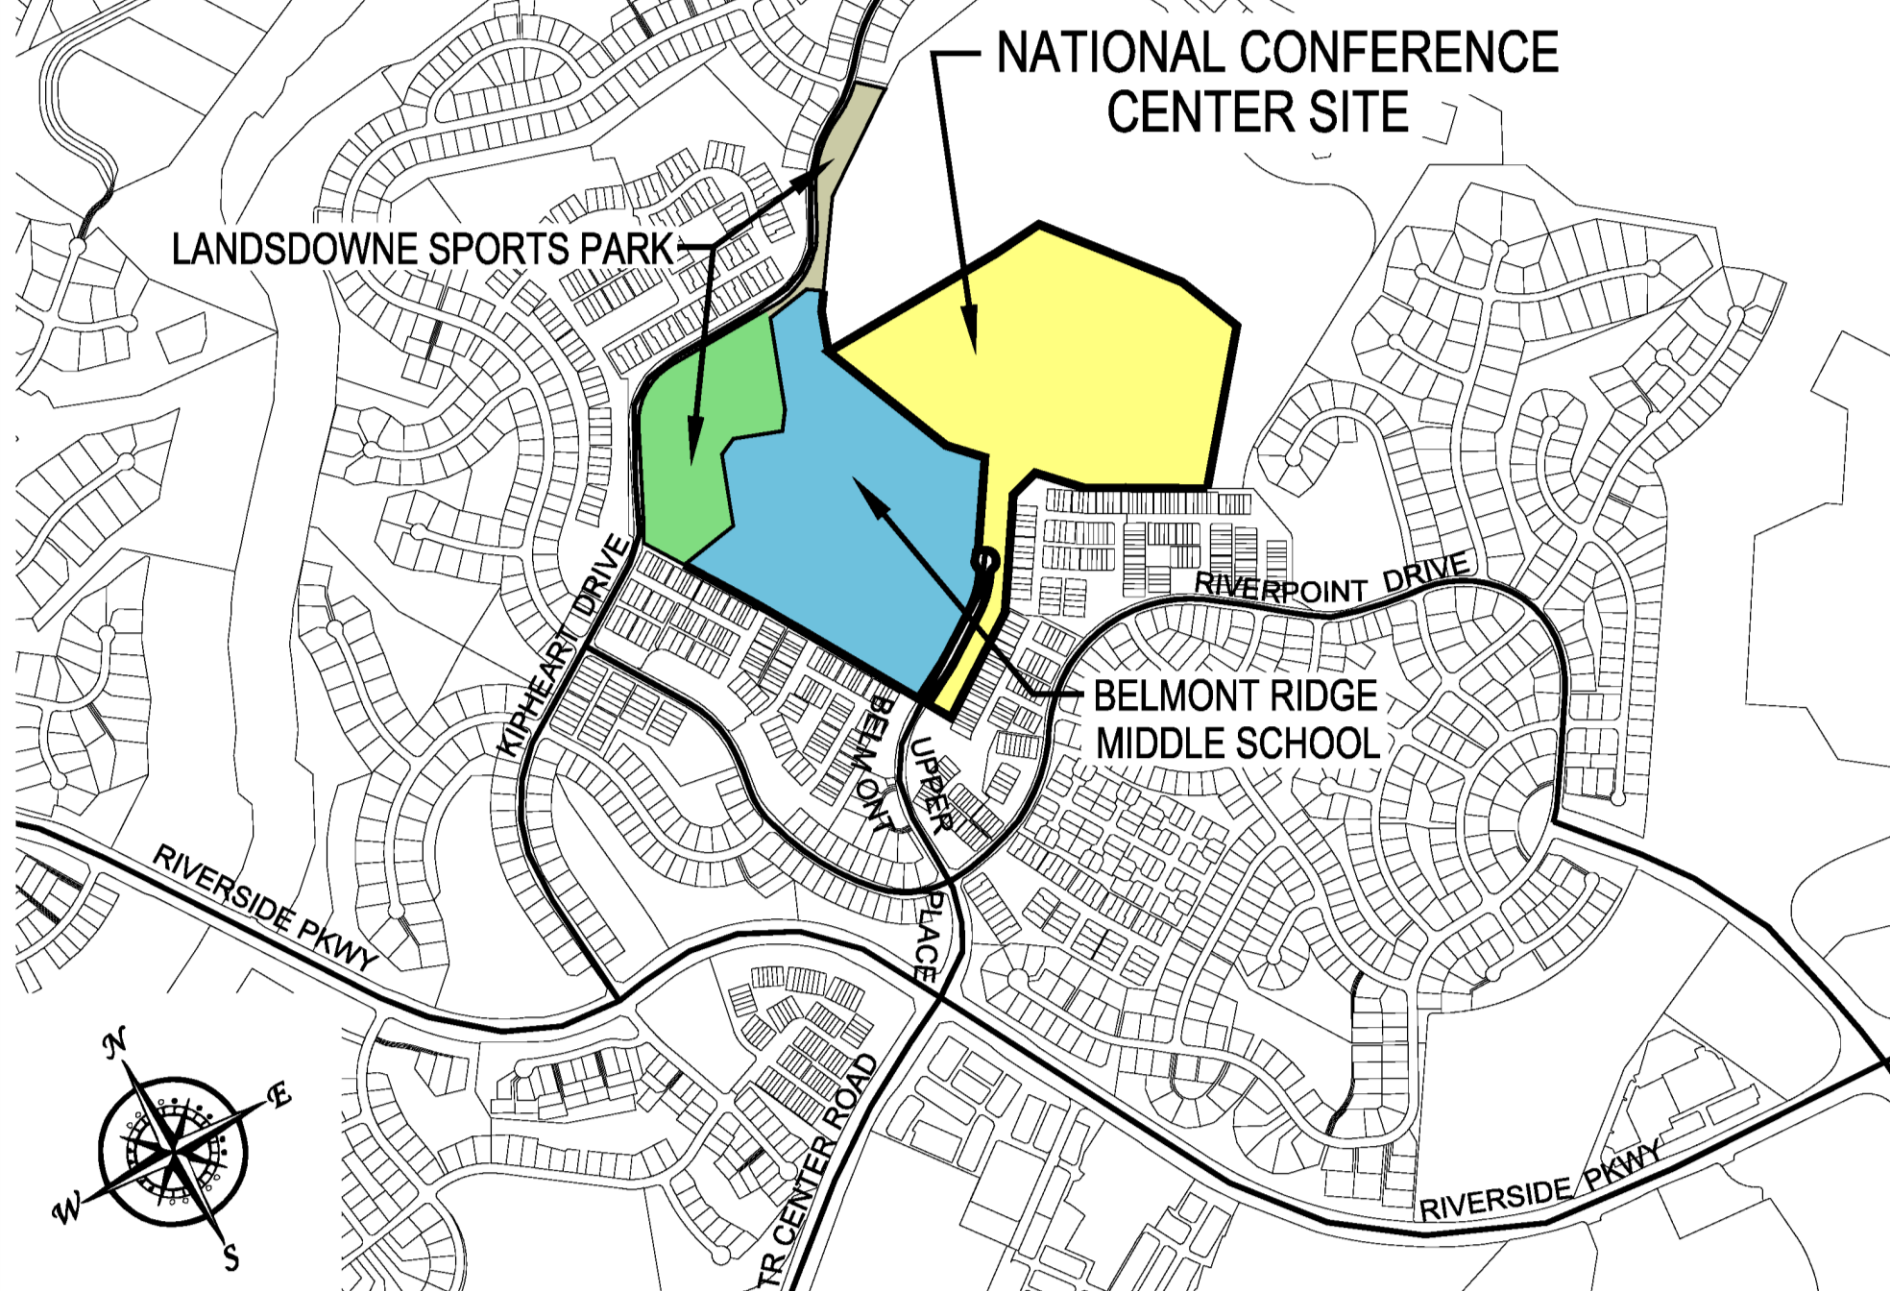 NATIONAL CONFERENCE
CENTER SITE
LANDSDOWNE SPORTS PARK
RIVERPOINT DRIVE
KIPHEART DRIVE
BELMONT RIDGE
MIDDLE SCHOOL
BELMONT
UPPER
PLACE
RIVERSIDE PKWY
TR CENTER ROAD
RIVERSIDE PKWY
N
E
W
S